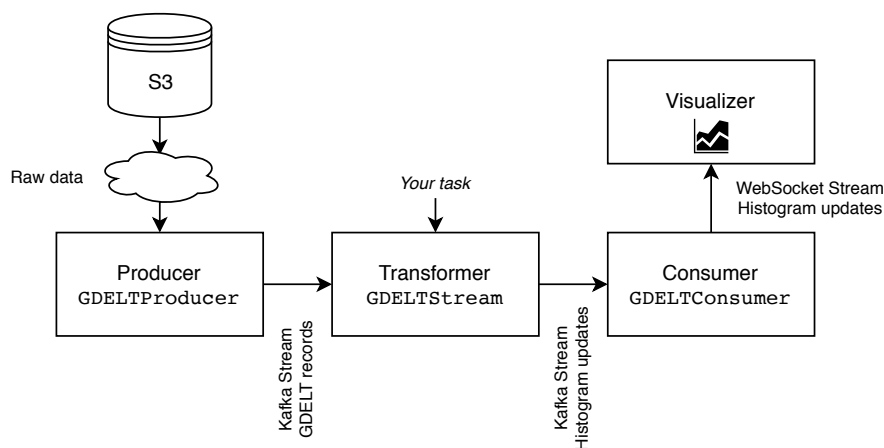 S3
Raw data
Your task
Visualizer
WebSocket Stream
Histogram updates
Producer
GDELTProducer
Transformer
GDELTStream
Consumer
GDELTConsumer
Kafka Stream
GDELT records
Kafka Stream
Histogram updates